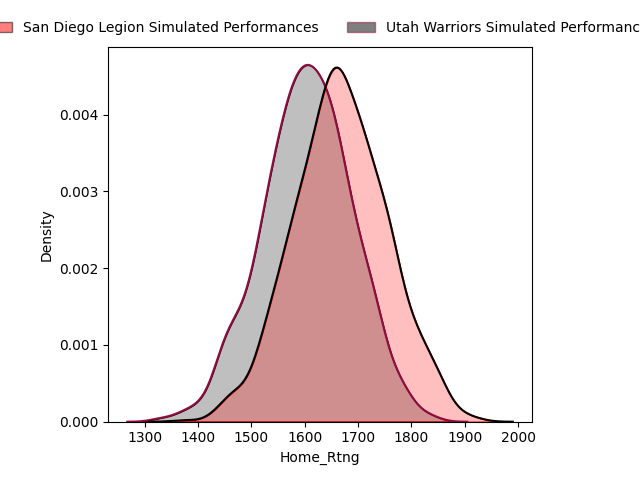 San Diego Legion Simulated Performances Utah Warriors Simulated
0.004
0.003
0.002
0.001
0.000
Density
1300 1400 1500 1600 1700 1800 1900 2000
Home_Rtng